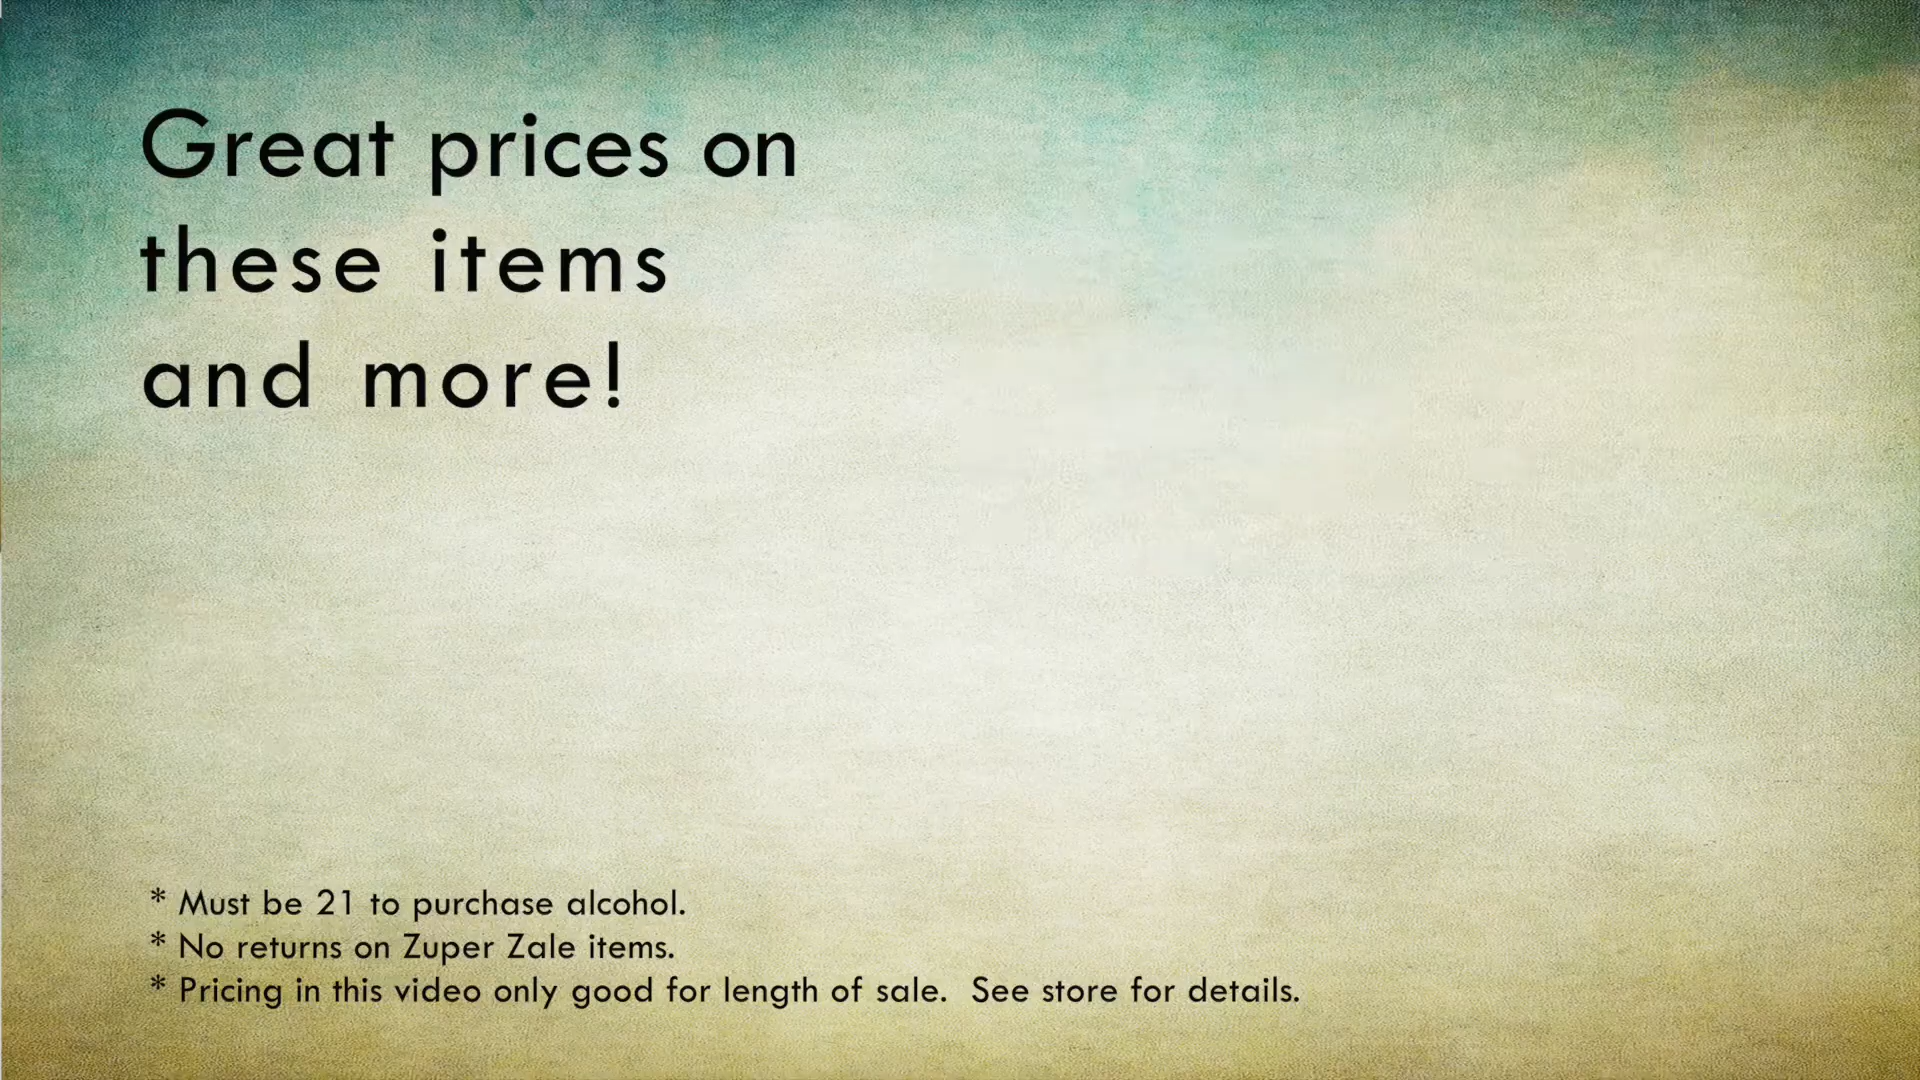 Great prices on
these items
and more!
* Must be 21 to purchase alcohol.
* No returns on Zuper Zale items.
* Pricing in this video only good for length of sale.  See store for details.